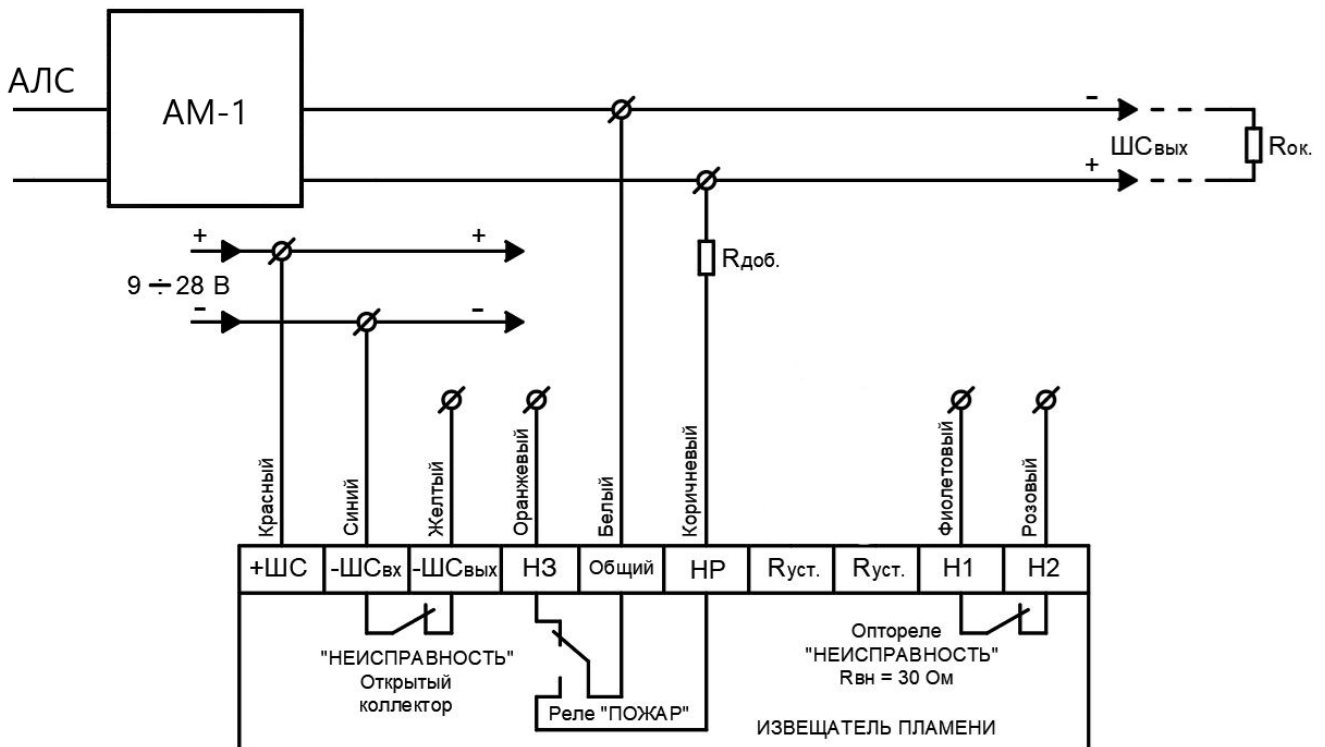 АЛС
АМ-1
-
ШСвых
+
Rок.
+ +
9 ÷ 28 В
- -
Rдоб.
Красный
Синий
Желтый
Оранжевый
Белый
Коричневый
Фиолетовый
Розовый
+ШС -ШСвх -ШСвых НЗ Общий НР Rуст. Rуст. Н1 Н2
"НЕИСПРАВНОСТЬ"
Открытый
коллектор
Реле "ПОЖАР"
Оптореле
"НЕИСПРАВНОСТЬ"
Rвн = 30 Ом
ИЗВЕЩАТЕЛЬ ПЛАМЕНИ